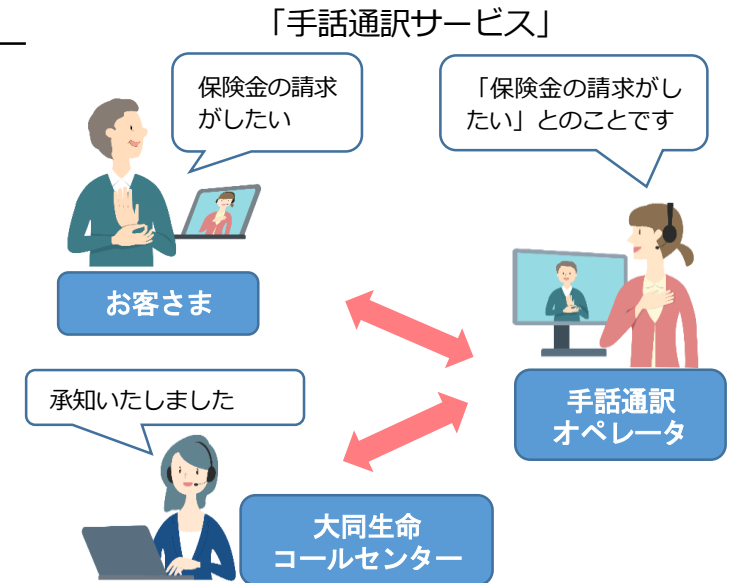 「手話通訳サービス」
保険金の請求
がしたい
「保険金の請求がし
たい」とのことです
お客さま
手話通訳
オペレータ
承知いたしました
大同生命
コールセンター